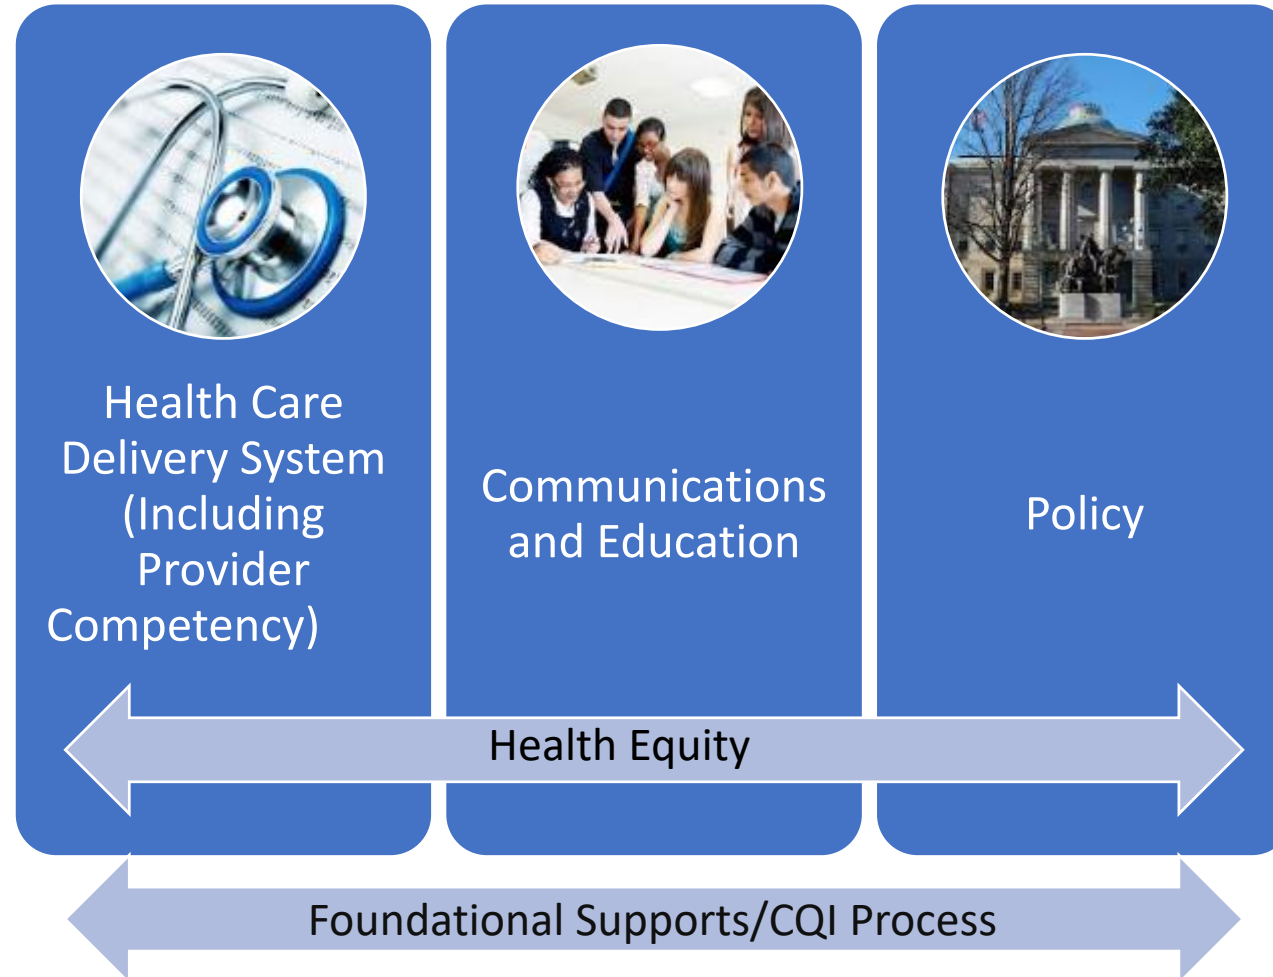 Health Care
Delivery System
(Including
Provider
Competency)
Communications
and Education
Policy
Health Equity
Foundational Supports/CQI Process